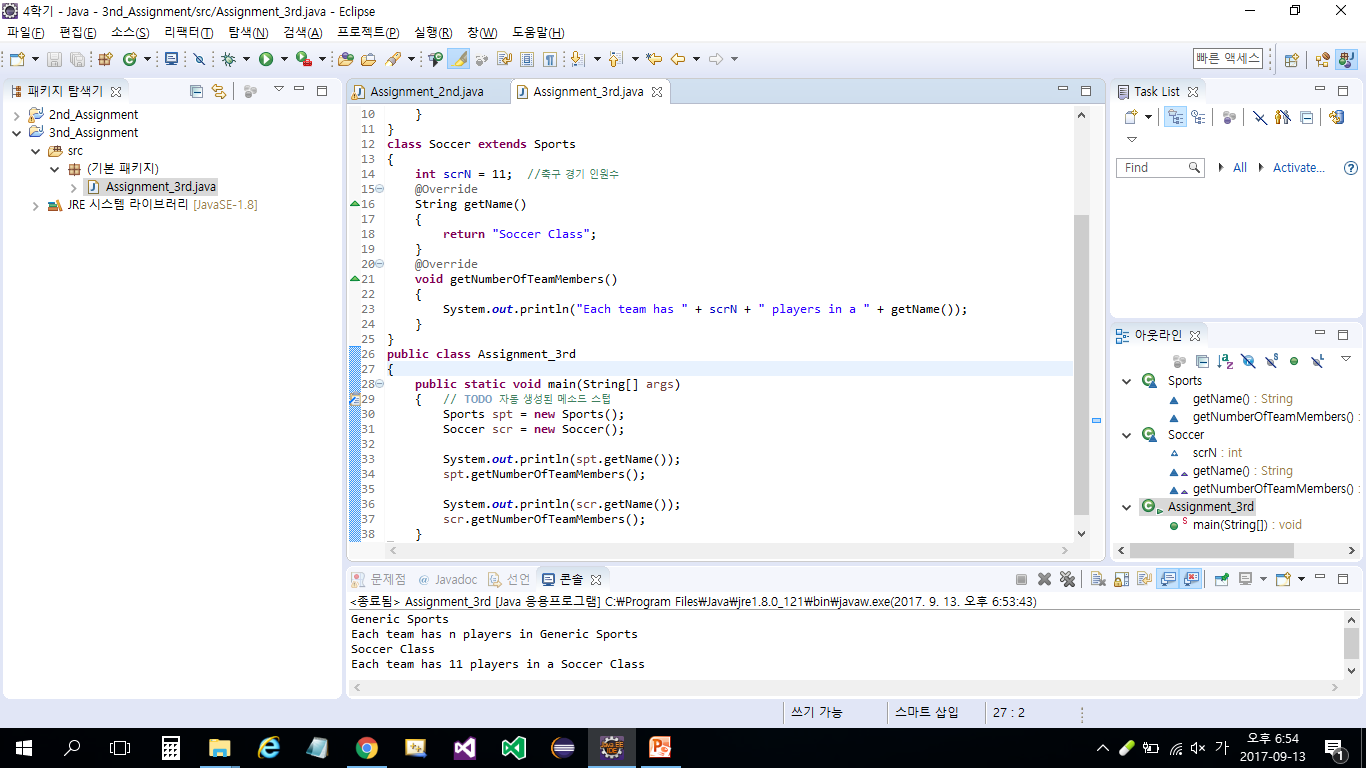 4학기 - Java - 3nd_Assignment/src/Assignment_3rd.java - Eclipse
파일(F) 편집(E) 소스(S) 리팩터(T) 탐색(N) 검색(A) 프로젝트(P) 실행(R) 창(W) 도움말(H)
빠른 액세스
패키지 탐색기
2nd_Assignment
3nd_Assignment
src
(기본 패키지)
Assignment_3rd.java
JRE 시스템 라이브러리 [JavaSE-1.8]
Assignment_2nd.java Assignment_3rd.java
10 }
11 }
12 class Soccer extends Sports
13 {
14 int scrN = 11; //축구 경기 인원수
15 @Override
16 String getName()
17 {
18 return "Soccer Class";
19 }
20 @Override
21 void getNumberOfTeamMembers()
22 {
23 System.out.println("Each team has " + scrN + " players in a " + getName());
24 }
25 }
26 public class Assignment_3rd
27 {
28 public static void main(String[] args)
29 { // TODO 자동 생성된 메소드 스텁
30 Sports spt = new Sports();
31 Soccer scr = new Soccer();
32
33 System.out.println(spt.getName());
34 spt.getNumberOfTeamMembers();
35
36 System.out.println(scr.getName());
37 scr.getNumberOfTeamMembers();
38 }
Task List
Find All Activate...
아웃라인
Sports
getName() : String
getNumberOfTeamMembers() :
Soccer
scrN : int
getName() : String
getNumberOfTeamMembers() :
Assignment_3rd
main(String[]) : void
문제점 @ Javadoc 선언 콘솔
<종료됨> Assignment_3rd [Java 응용프로그램] C:₩Program Files₩Java₩jre1.8.0_121₩bin₩javaw.exe(2017. 9. 13. 오후 6:53:43)
Generic Sports
Each team has n players in Generic Sports
Soccer Class
Each team has 11 players in a Soccer Class
쓰기 가능 스마트 삽입 27 : 2
가
오후 6:54
2017-09-13
1